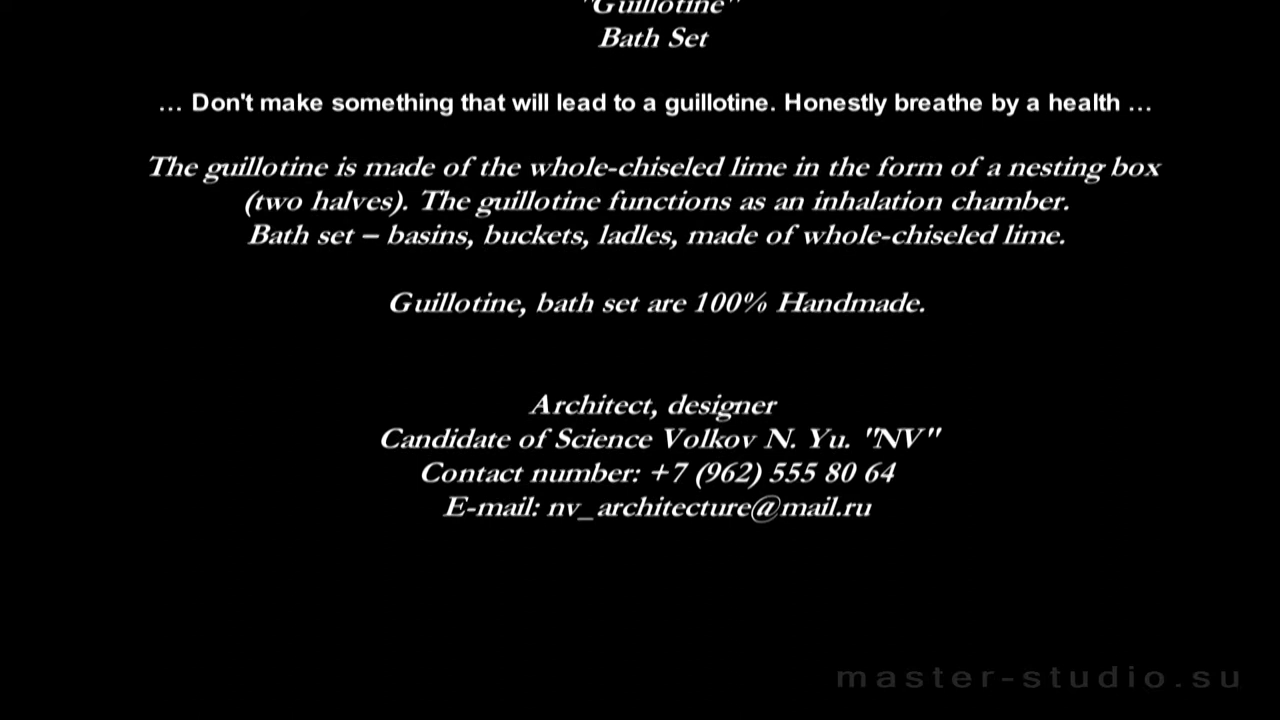 "Guillotine"
Bath Set
… Don't make something that will lead to a guillotine. Honestly breathe by a health …
The guillotine is made of the whole-chiseled lime in the form of a nesting box
(two halves). The guillotine functions as an inhalation chamber.
Bath set – basins, buckets, ladles, made of whole-chiseled lime.
Guillotine, bath set are 100% Handmade.
Architect, designer
Candidate of Science Volkov N. Yu. "NV"
Contact number: +7 (962) 555 80 64
E-mail: nv_architecture@mail.ru
master-studio.su